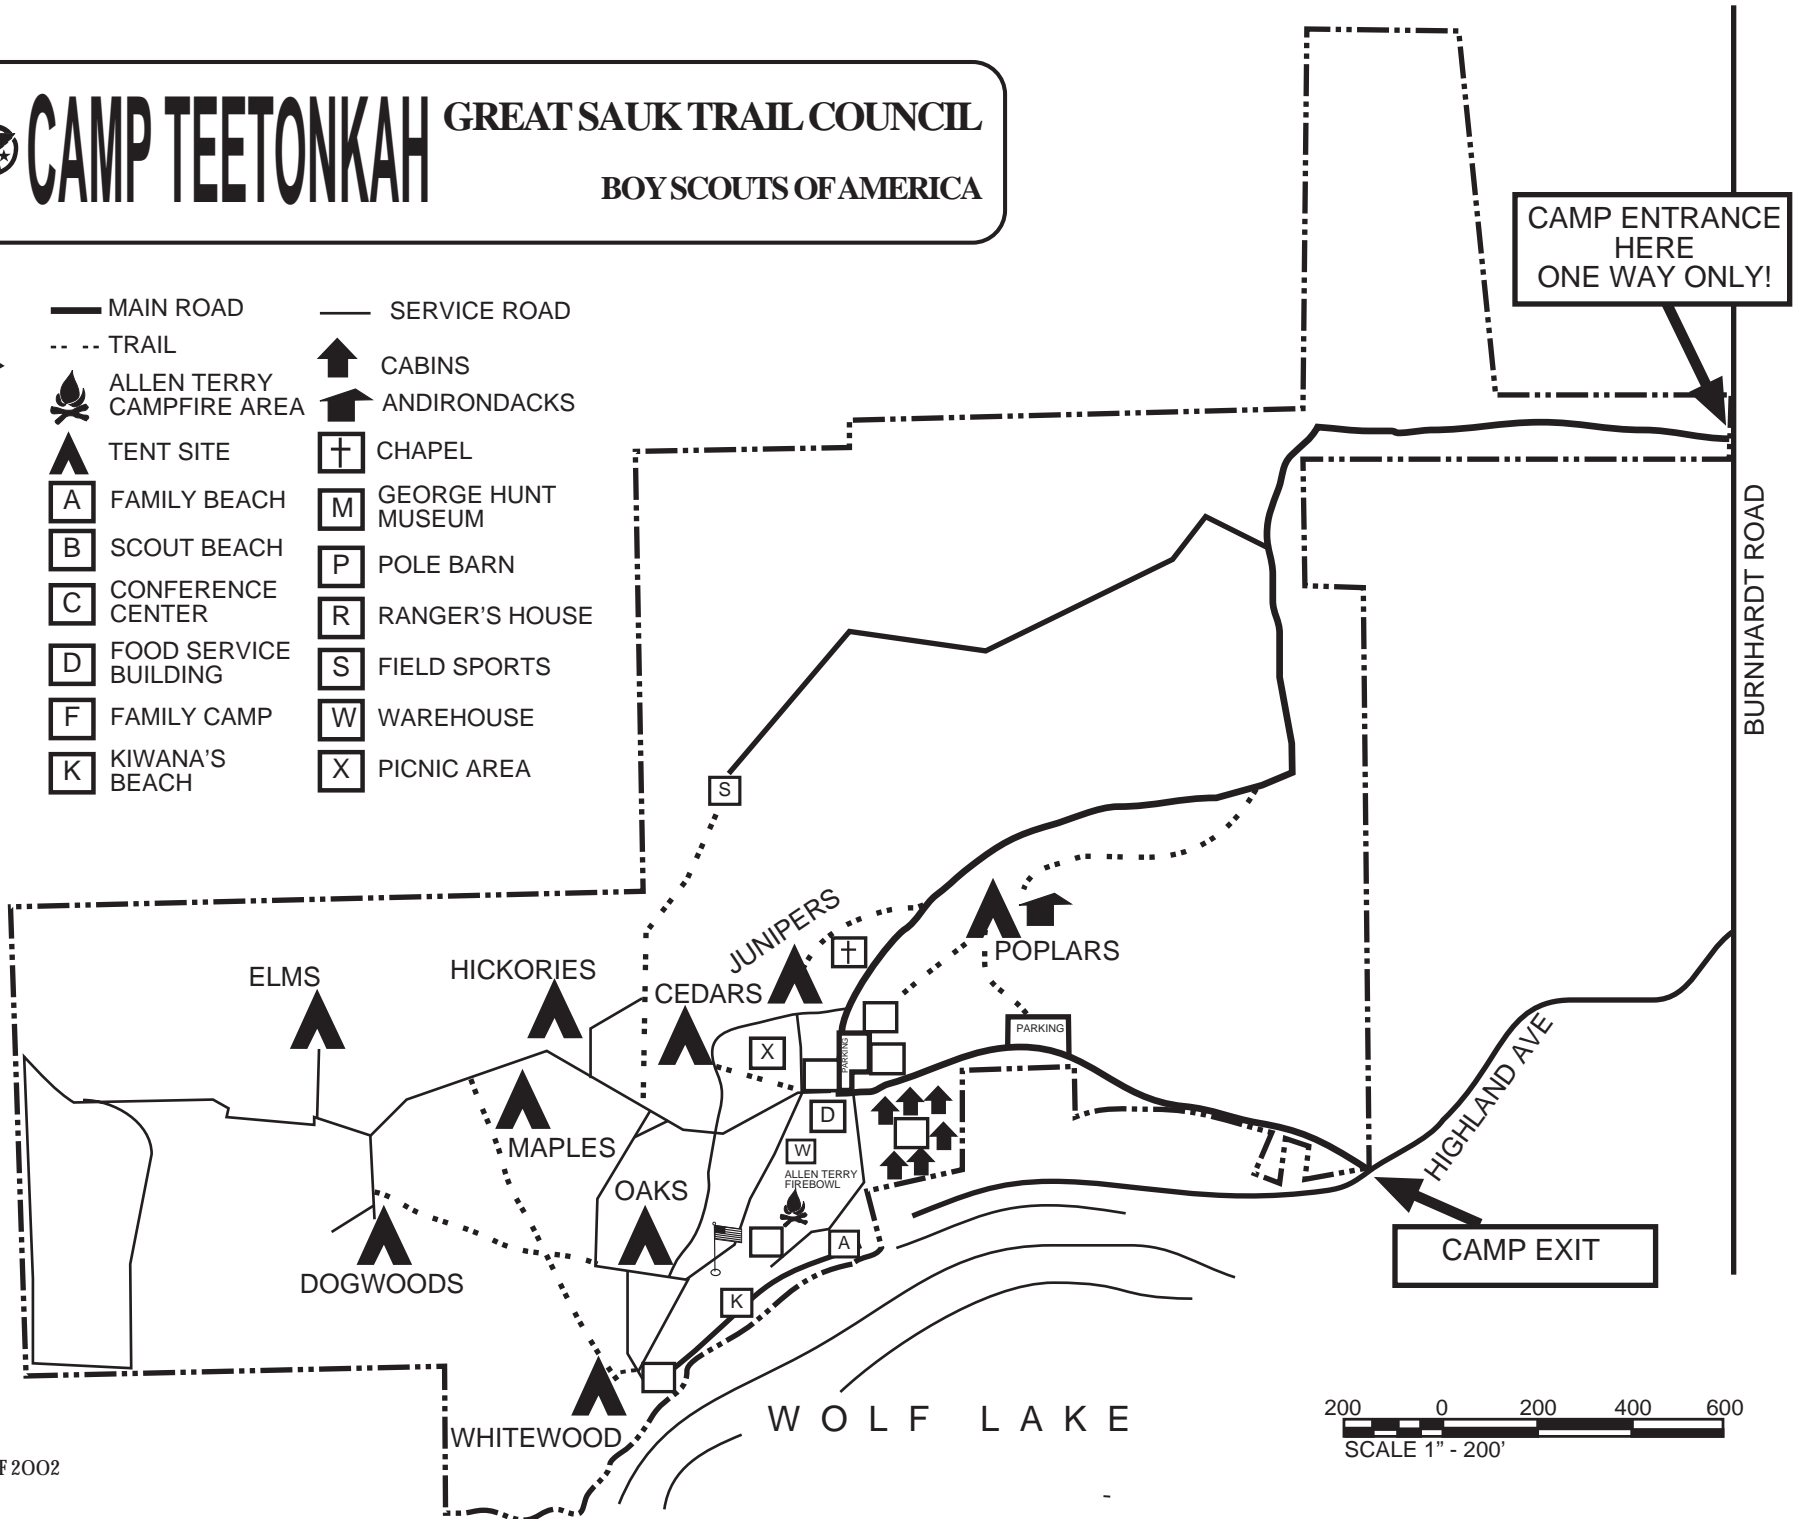 CAMP TEETONKAH
GREAT SAUK TRAIL COUNCIL
BOY SCOUTS OF AMERICA
CAMP ENTRANCE
HERE
ONE WAY ONLY!
MAIN ROAD
TRAIL
ALLEN TERRY
CAMPFIRE AREA
TENT SITE
A FAMILY BEACH
B SCOUT BEACH
C CONFERENCE
CENTER
D FOOD SERVICE
BUILDING
F FAMILY CAMP
K KIWANA'S
BEACH
SERVICE ROAD
CABINS
ANDIRONDACKS
CHAPEL
M GEORGE HUNT
MUSEUM
P POLE BARN
R RANGER'S HOUSE
S FIELD SPORTS
W WAREHOUSE
X PICNIC AREA
BURNHARDT ROAD
S
JUNIPERS
POPLARS
ELMS
HICKORIES
CEDARS
X
PARKING
PARKING
HIGHLAND AVE
D
MAPLES
W
ALLEN TERRY
FIREBOWL
OAKS
A
DOGWOODS
K
CAMP EXIT
WHITEWOOD
WOLF LAKE
200 0 200 400 600
SCALE 1" - 200'
F 2002